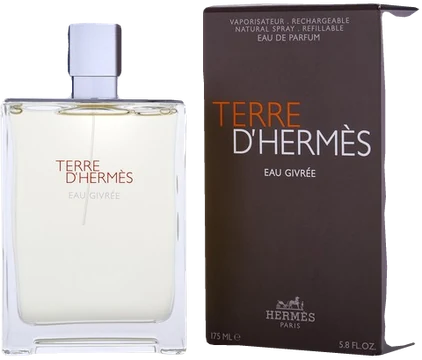 TERRE
D'HERMÈS
EAU GIVRÉE
VAPORISATEUR . RECHARGEABLE
NATURAL SPRAY . REFILLABLE
EAU DE PARFUM
TERRE
D'HERMÈS
EAU GIVRÉE
HERMÈS
PARIS
175 ML e 5.8 FL.OZ.